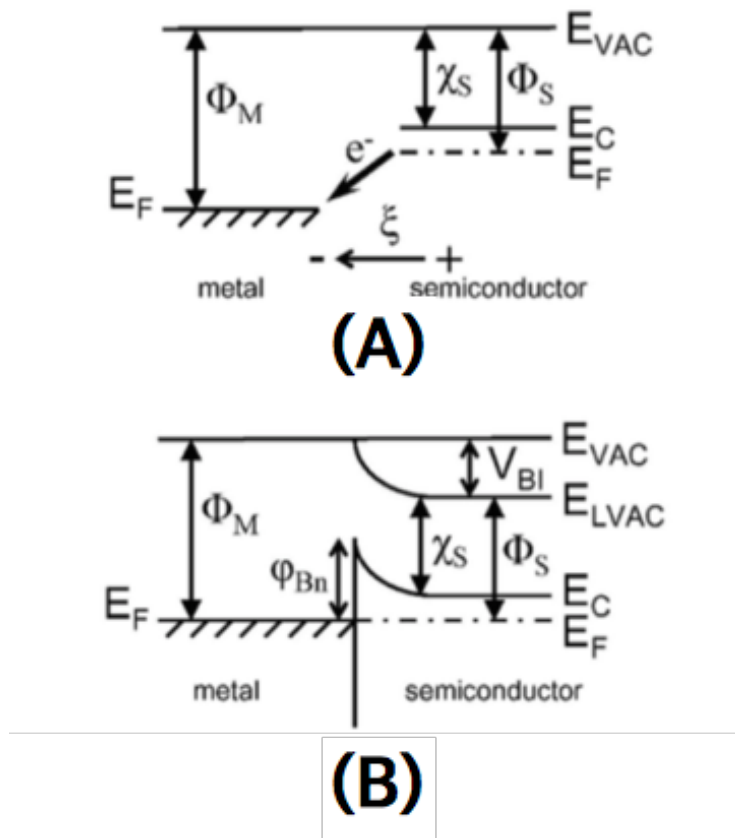 E_VAC
Φ_M χ_S Φ_S
E_C
e-
E_F E_F
ξ
- +
metal semiconductor
(A)
E_VAC
V_BI
Φ_M E_LVAC
χ_S Φ_S
φ_Bn
E_C
E_F E_F
metal semiconductor
(B)